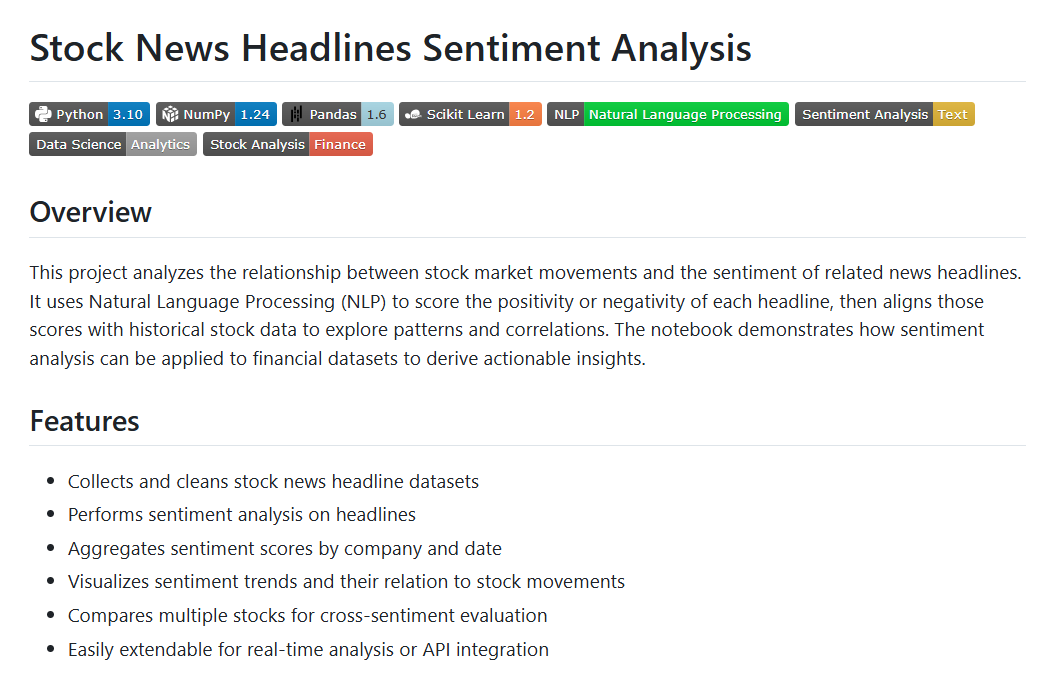 Stock News Headlines Sentiment Analysis
Python 3.10 NumPy 1.24 Pandas 1.6 Scikit Learn 1.2 NLP Natural Language Processing Sentiment Analysis Text
Data Science Analytics Stock Analysis Finance
Overview
This project analyzes the relationship between stock market movements and the sentiment of related news headlines.
It uses Natural Language Processing (NLP) to score the positivity or negativity of each headline, then aligns those
scores with historical stock data to explore patterns and correlations. The notebook demonstrates how sentiment
analysis can be applied to financial datasets to derive actionable insights.
Features
• Collects and cleans stock news headline datasets
• Performs sentiment analysis on headlines
• Aggregates sentiment scores by company and date
• Visualizes sentiment trends and their relation to stock movements
• Compares multiple stocks for cross-sentiment evaluation
• Easily extendable for real-time analysis or API integration